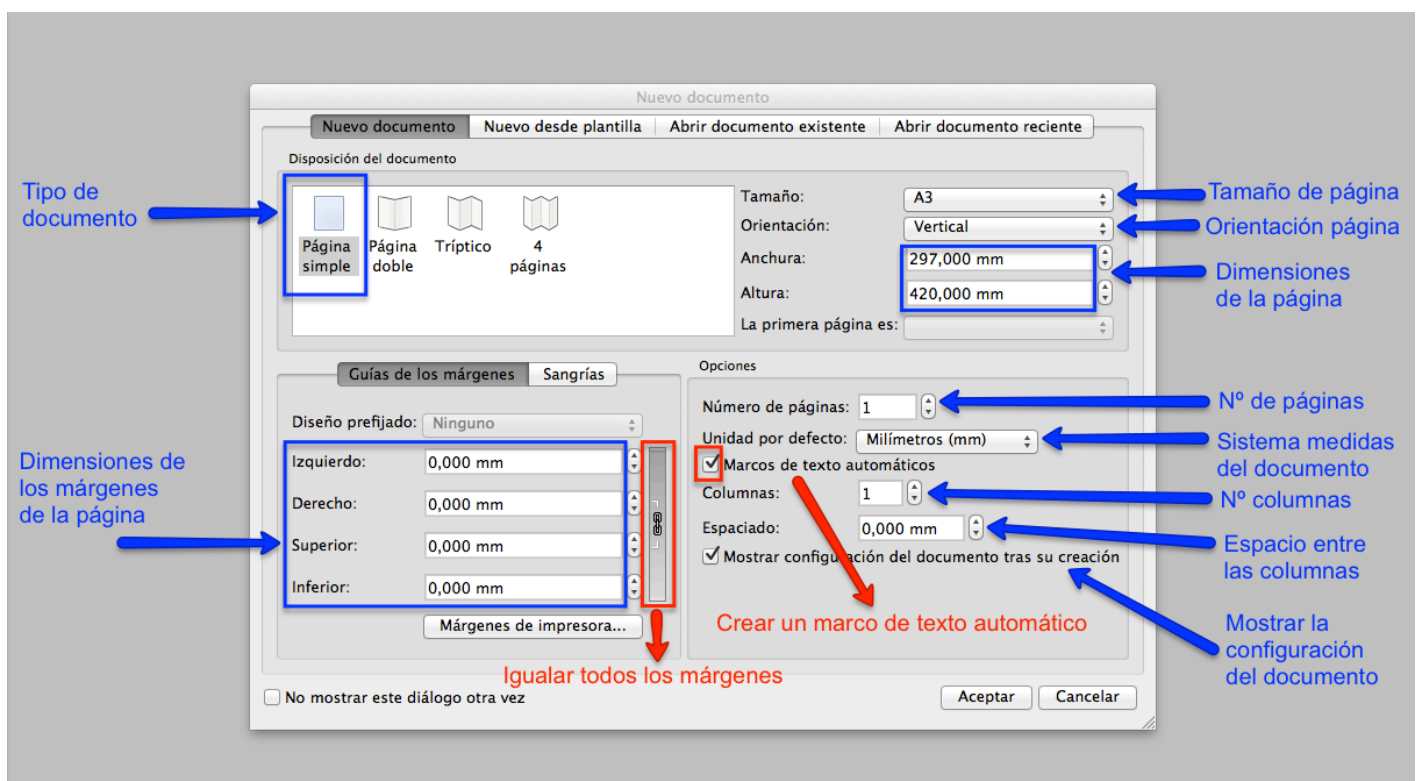 Nuevo documento
Nuevo documento
Nuevo desde plantilla
Abrir documento existente
Abrir documento reciente
Disposición del documento
Tipo de
documento
Página
simple
Página
doble
Tríptico
4
páginas
Tamaño:
A3
Tamaño de página
Orientación:
Vertical
Orientación página
Anchura:
297,000 mm
Altura:
420,000 mm
Dimensiones
de la página
La primera página es:
Guías de los márgenes
Sangrías
Diseño prefijado:
Ninguno
Dimensiones de
los márgenes
de la página
Izquierdo:
0,000 mm
Derecho:
0,000 mm
Superior:
0,000 mm
Inferior:
0,000 mm
Márgenes de impresora...
Igualar todos los márgenes
Opciones
Número de páginas:
1
Nº de páginas
Unidad por defecto:
Milímetros (mm)
Sistema medidas
del documento
Marcos de texto automáticos
Columnas:
1
Nº columnas
Espaciado:
0,000 mm
Espacio entre
las columnas
Mostrar configuración del documento tras su creación
Crear un marco de texto automático
Mostrar la
configuración
del documento
No mostrar este diálogo otra vez
Aceptar
Cancelar